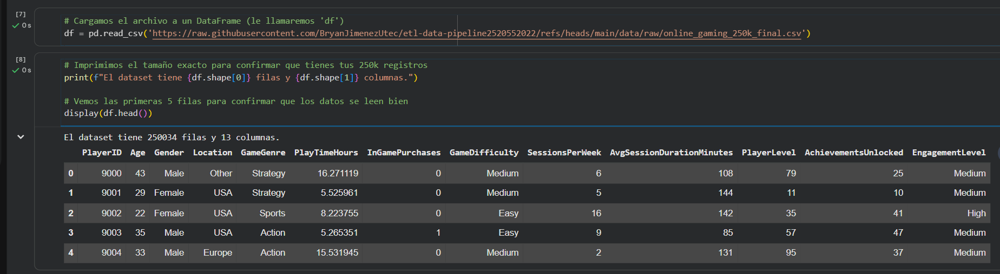 [7]
0 s
# Cargamos el archivo a un DataFrame (le llamaremos 'df')
df = pd.read_csv('https://raw.githubusercontent.com/BryanJimenezUtec/etl-data-pipeline2520552022/refs/heads/main/data/raw/online_gaming_250k_final.csv')
[8]
0 s
# Imprimimos el tamaño exacto para confirmar que tienes tus 250k registros
print(f"El dataset tiene {df.shape[0]} filas y {df.shape[1]} columnas.")
# Vemos las primeras 5 filas para confirmar que los datos se leen bien
display(df.head())
El dataset tiene 250034 filas y 13 columnas.
PlayerID Age Gender Location GameGenre PlayTimeHours InGamePurchases GameDifficulty SessionsPerWeek AvgSessionDurationMinutes PlayerLevel AchievementsUnlocked EngagementLevel
0 9000 43 Male Other Strategy 16.271119 0 Medium 6 108 79 25 Medium
1 9001 29 Female USA Strategy 5.525961 0 Medium 5 144 11 10 Medium
2 9002 22 Female USA Sports 8.223755 0 Easy 16 142 35 41 High
3 9003 35 Male USA Action 5.265351 1 Easy 9 85 57 47 Medium
4 9004 33 Male Europe Action 15.531945 0 Medium 2 131 95 37 Medium